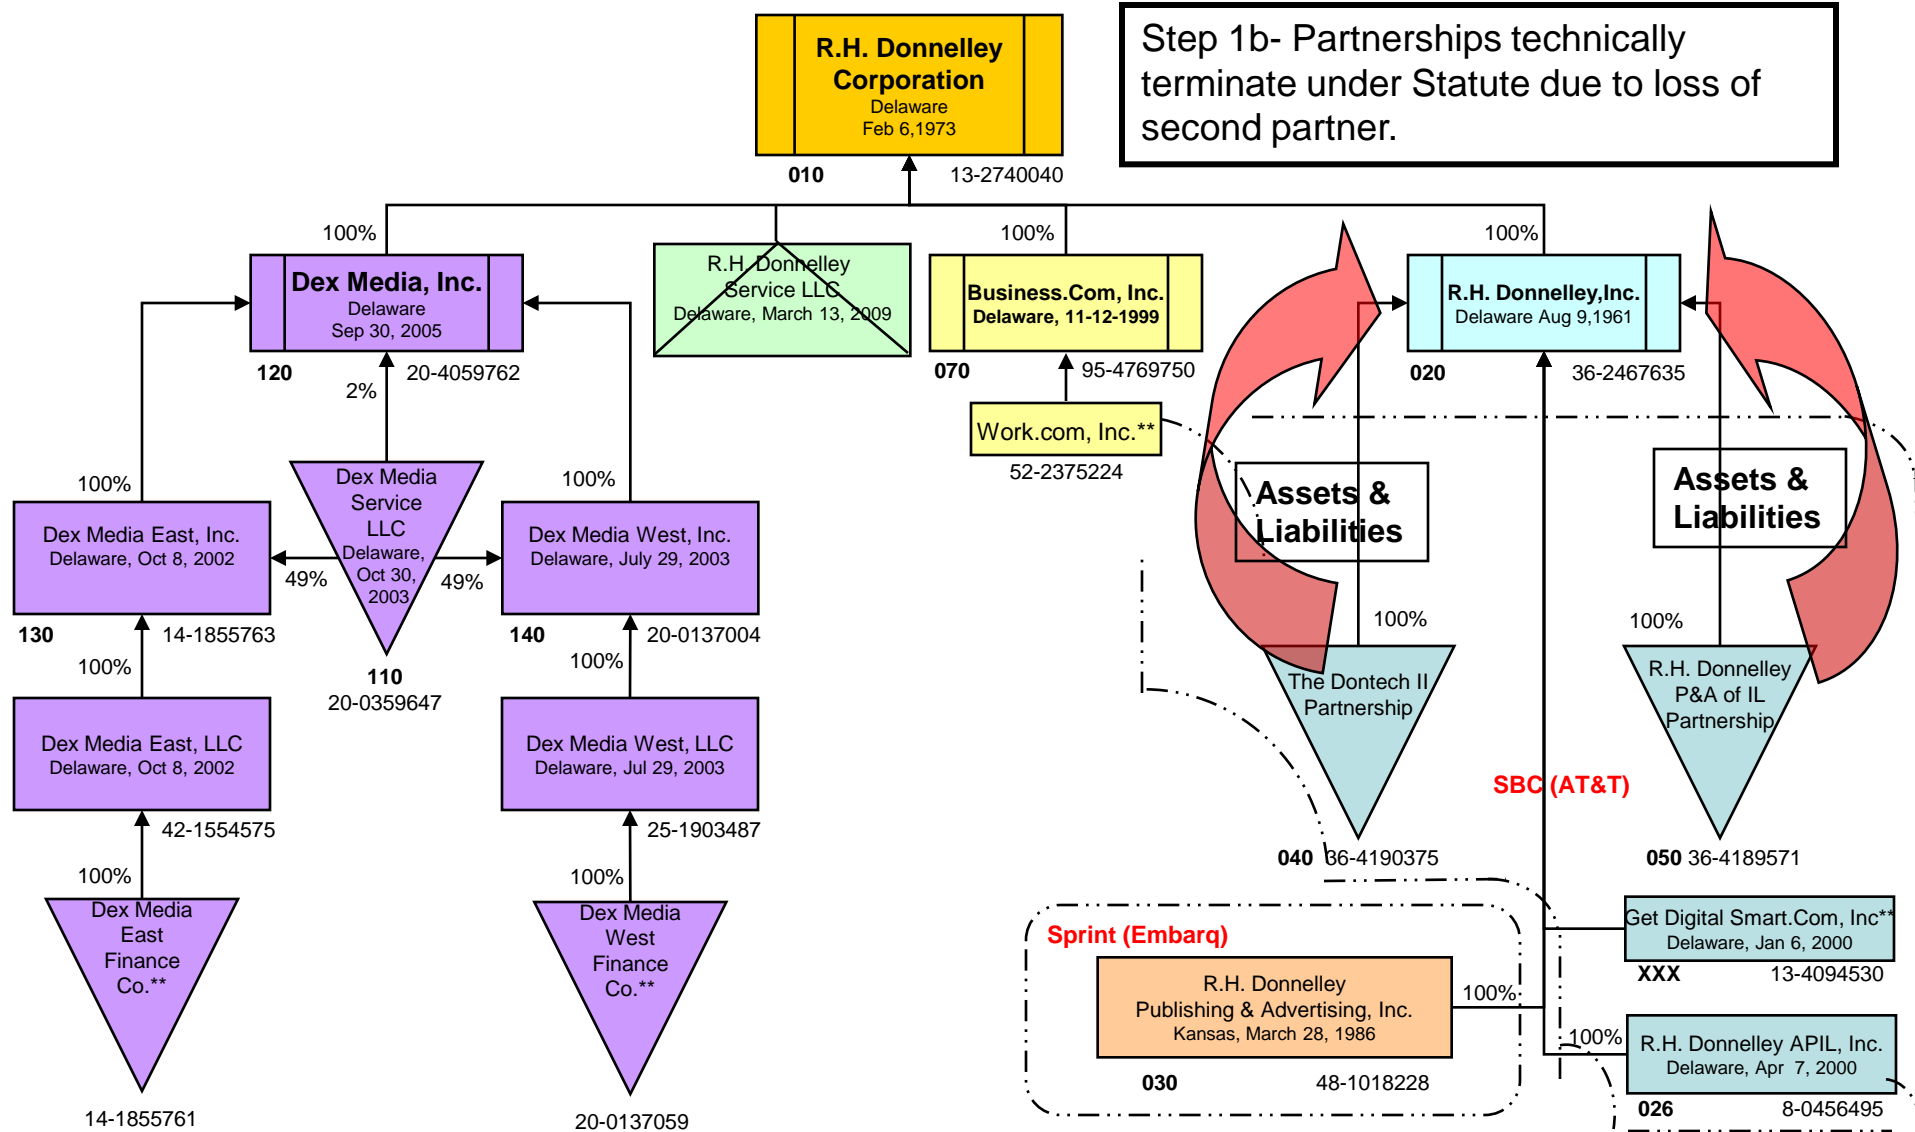 R.H. Donnelley
Corporation
Delaware
Feb 6,1973
010
13-2740040
Step 1b- Partnerships technically
terminate under Statute due to loss of
second partner.
100%
Dex Media, Inc.
Delaware
Sep 30, 2005
120
20-4059762
R.H. Donnelley
Service LLC
Delaware, March 13, 2009
100%
Business.Com, Inc.
Delaware, 11-12-1999
070
95-4769750
Work.com, Inc.**
52-2375224
100%
R.H. Donnelley,Inc.
Delaware Aug 9,1961
020
36-2467635
2%
Dex Media
Service
LLC
Delaware,
Oct 30,
2003
110
20-0359647
49%
49%
100%
Dex Media East, Inc.
Delaware, Oct 8, 2002
130
14-1855763
100%
Dex Media West, Inc.
Delaware, July 29, 2003
140
20-0137004
100%
Dex Media East, LLC
Delaware, Oct 8, 2002
42-1554575
100%
Dex Media West, LLC
Delaware, Jul 29, 2003
25-1903487
100%
Dex Media
East
Finance
Co.**
14-1855761
100%
Dex Media
West
Finance
Co.**
20-0137059
Assets &
Liabilities
Assets &
Liabilities
100%
The Dontech II
Partnership
040 36-4190375
100%
R.H. Donnelley
P&A of IL
Partnership
050 36-4189571
SBC (AT&T)
Sprint (Embarq)
R.H. Donnelley
Publishing & Advertising, Inc.
Kansas, March 28, 1986
030
48-1018228
100%
Get Digital Smart.Com, Inc**
Delaware, Jan 6, 2000
XXX
13-4094530
100%
R.H. Donnelley APIL, Inc.
Delaware, Apr 7, 2000
026
8-0456495